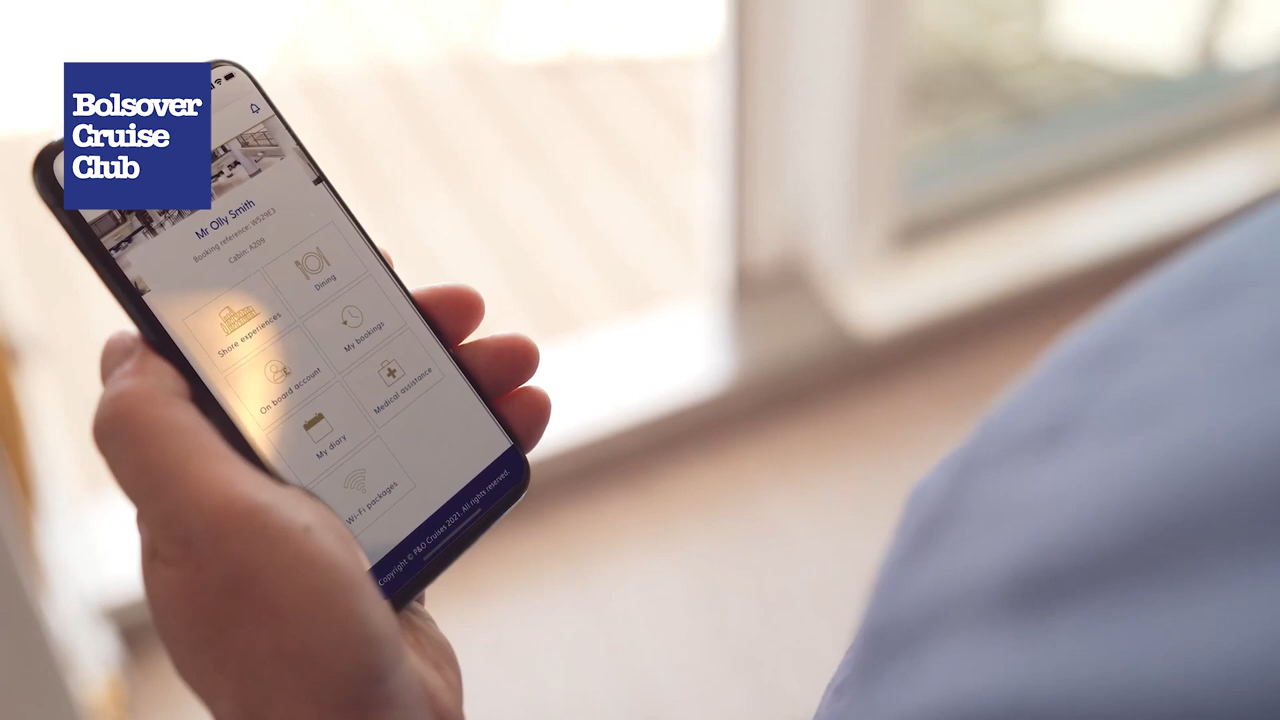 Bolsover
Cruise
Club
Mr Olly Smith
Booking reference: W529E3
Cabin: A209
Shore experiences
Dining
On board account
My bookings
My diary
Medical assistance
Wi-Fi packages
Copyright © P&O Cruises 2021. All rights reserved.